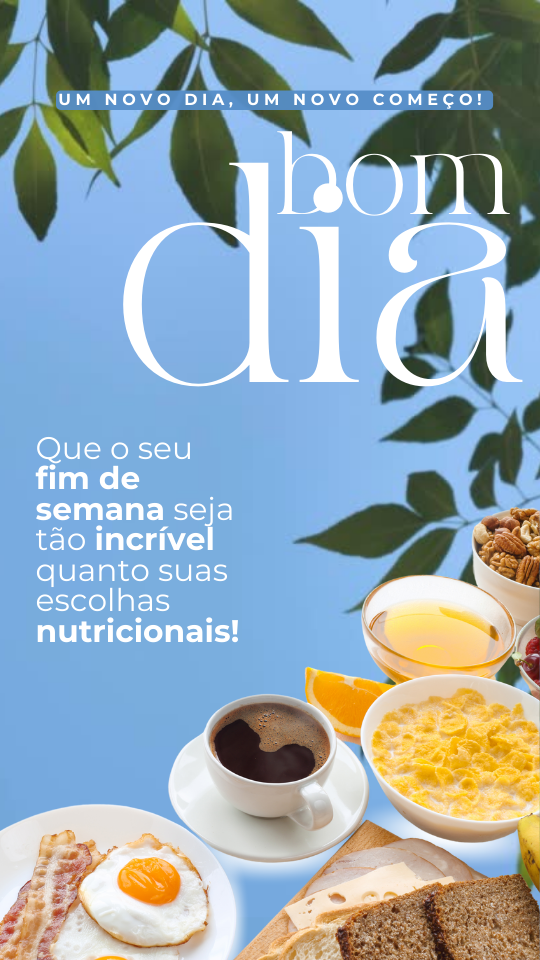 UM NOVO DIA, UM NOVO COMEÇO!
bom
dia
Que o seu
fim de
semana seja
tão incrível
quanto suas
escolhas
nutricionais!